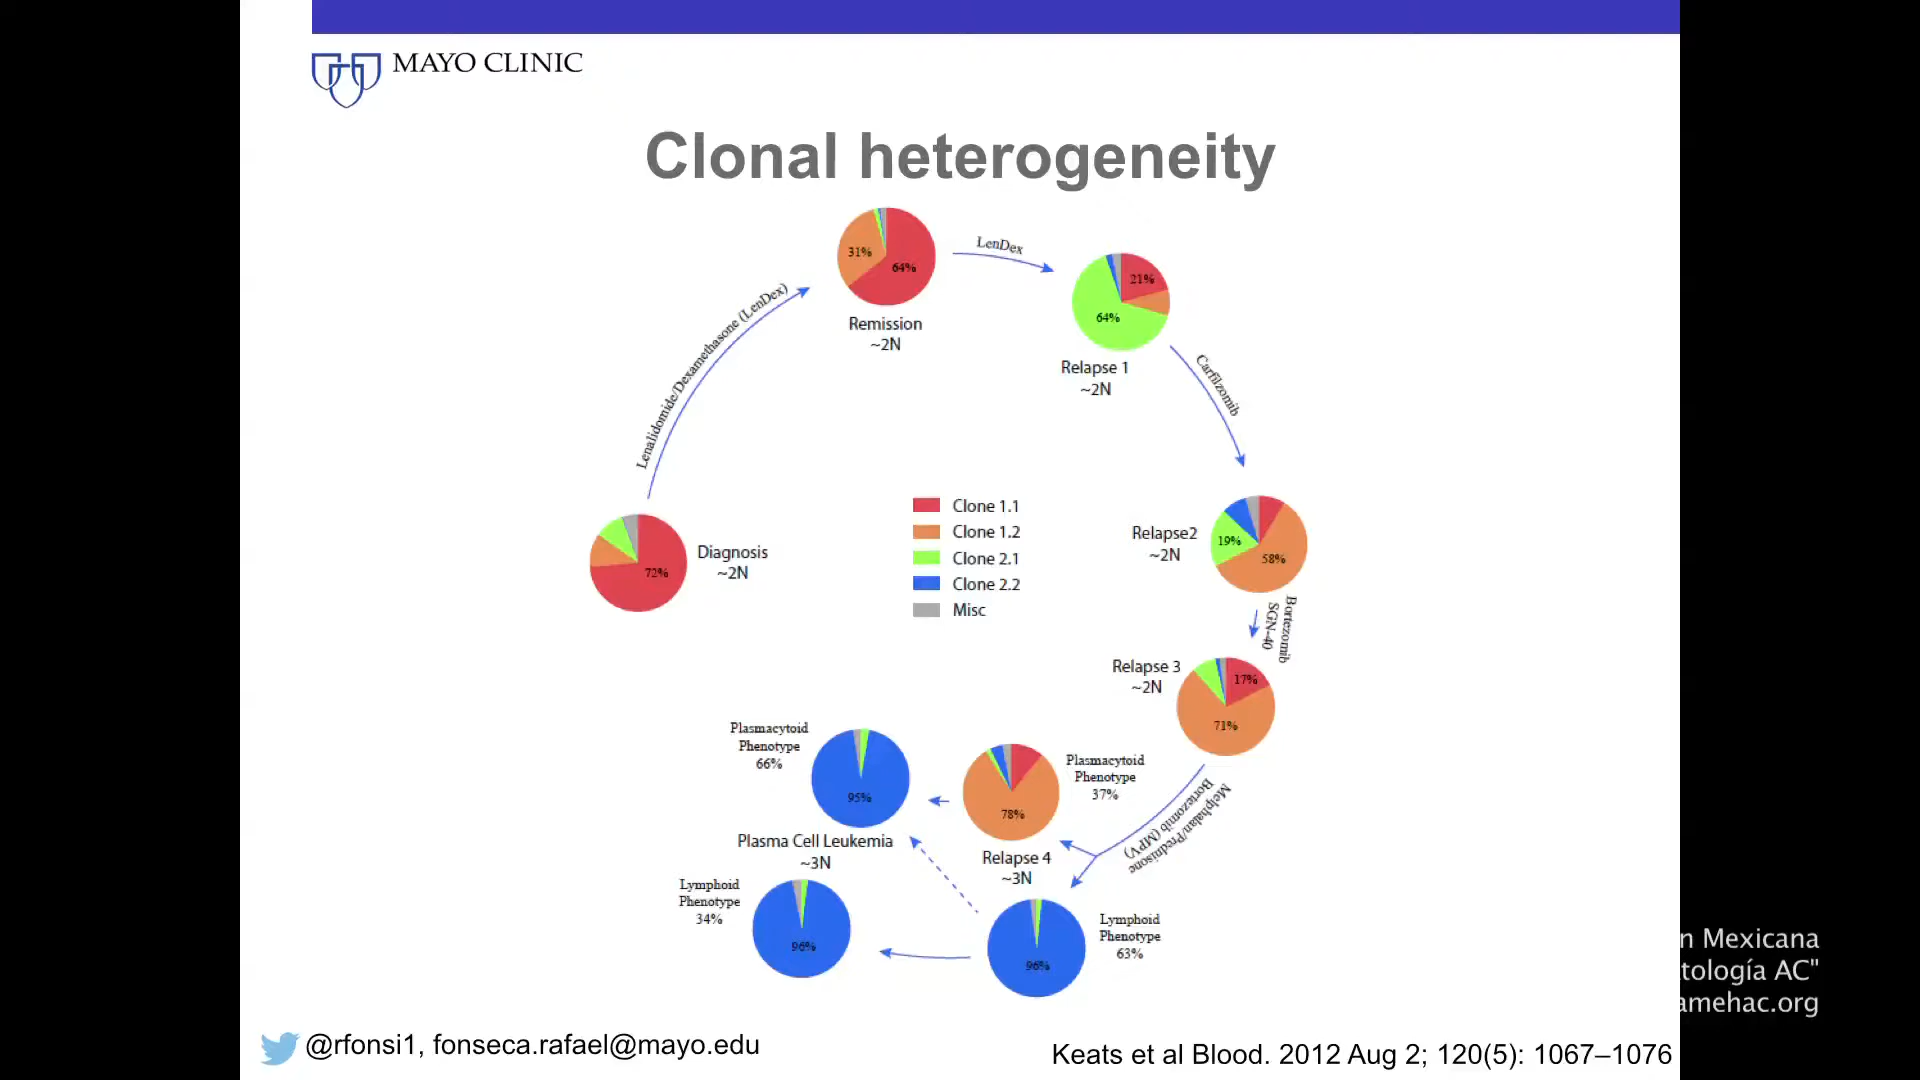 MAYO CLINIC
Clonal heterogeneity
31%
64%
Remission
~2N
LenDex
21%
64%
Relapse 1
~2N
Lenalidomide/Dexamethasone (LenDex)
Carfilzomib
72%
Diagnosis
~2N
Clone 1.1
Clone 1.2
Clone 2.1
Clone 2.2
Misc
Relapse2
~2N
19%
58%
Bortezomib
SGN-40
Relapse 3
~2N
17%
71%
Melphalan/Prednisone
Bortezomib (MPV)
Plasmacytoid
Phenotype
66%
95%
Plasma Cell Leukemia
~3N
78%
Plasmacytoid
Phenotype
37%
Relapse 4
~3N
Lymphoid
Phenotype
34%
96%
96%
Lymphoid
Phenotype
63%
n Mexicana
tología AC"
amehac.org
@rfonsi1, fonseca.rafael@mayo.edu
Keats et al Blood. 2012 Aug 2; 120(5): 1067–1076